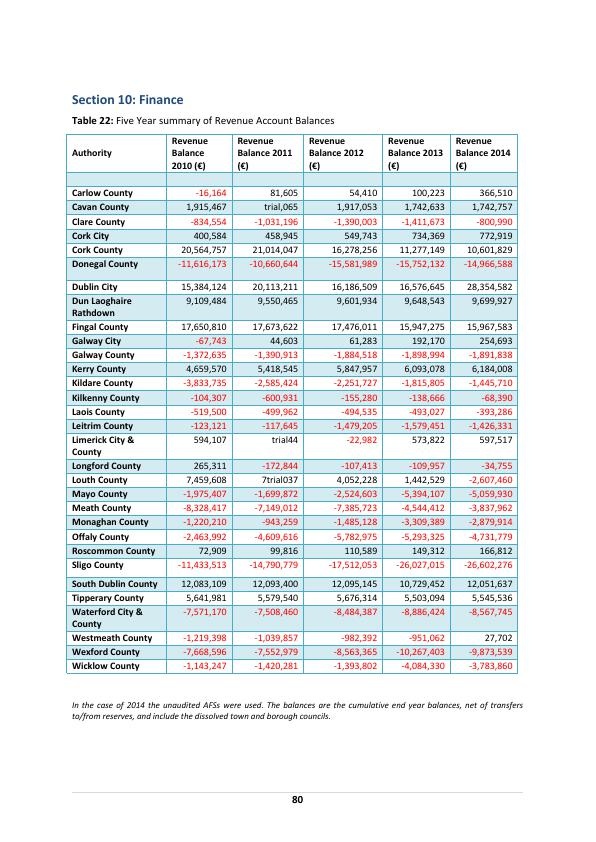 Section 10: Finance
Table 22: Five Year summary of Revenue Account Balances
Authority Revenue Balance 2010 (€) Revenue Balance 2011 (€) Revenue Balance 2012 (€) Revenue Balance 2013 (€) Revenue Balance 2014 (€)
Carlow County -16,164 81,605 54,410 100,223 366,510
Cavan County 1,915,467 trial,065 1,917,053 1,742,633 1,742,757
Clare County -834,554 -1,031,196 -1,390,003 -1,411,673 -800,990
Cork City 400,584 458,945 549,743 734,369 772,919
Cork County 20,564,757 21,014,047 16,278,256 11,277,149 10,601,829
Donegal County -11,616,173 -10,660,644 -15,581,989 -15,752,132 -14,966,588
Dublin City 15,384,124 20,113,211 16,186,509 16,576,645 28,354,582
Dun Laoghaire Rathdown 9,109,484 9,550,465 9,601,934 9,648,543 9,699,927
Fingal County 17,650,810 17,673,622 17,476,011 15,947,275 15,967,583
Galway City -67,743 44,603 61,283 192,170 254,693
Galway County -1,372,635 -1,390,913 -1,884,518 -1,898,994 -1,891,838
Kerry County 4,659,570 5,418,545 5,847,957 6,093,078 6,184,008
Kildare County -3,833,735 -2,585,424 -2,251,727 -1,815,805 -1,445,710
Kilkenny County -104,307 -600,931 -155,280 -138,666 -68,390
Laois County -519,500 -499,962 -494,535 -493,027 -393,286
Leitrim County -123,121 -117,645 -1,479,205 -1,579,451 -1,426,331
Limerick City & County 594,107 trial44 -22,982 573,822 597,517
Longford County 265,311 -172,844 -107,413 -109,957 -34,755
Louth County 7,459,608 7trial037 4,052,228 1,442,529 -2,607,460
Mayo County -1,975,407 -1,699,872 -2,524,603 -5,394,107 -5,059,930
Meath County -8,328,417 -7,149,012 -7,385,723 -4,544,412 -3,837,962
Monaghan County -1,220,210 -943,259 -1,485,128 -3,309,389 -2,879,914
Offaly County -2,463,992 -4,609,616 -5,782,975 -5,293,325 -4,731,779
Roscommon County 72,909 99,816 110,589 149,312 166,812
Sligo County -11,433,513 -14,790,779 -17,512,053 -26,027,015 -26,602,276
South Dublin County 12,083,109 12,093,400 12,095,145 10,729,452 12,051,637
Tipperary County 5,641,981 5,579,540 5,676,314 5,503,094 5,545,536
Waterford City & County -7,571,170 -7,508,460 -8,484,387 -8,886,424 -8,567,745
Westmeath County -1,219,398 -1,039,857 -982,392 -951,062 27,702
Wexford County -7,668,596 -7,552,979 -8,563,365 -10,267,403 -9,873,539
Wicklow County -1,143,247 -1,420,281 -1,393,802 -4,084,330 -3,783,860
In the case of 2014 the unaudited AFSs were used. The balances are the cumulative end year balances, net of transfers
to/from reserves, and include the dissolved town and borough councils.
80